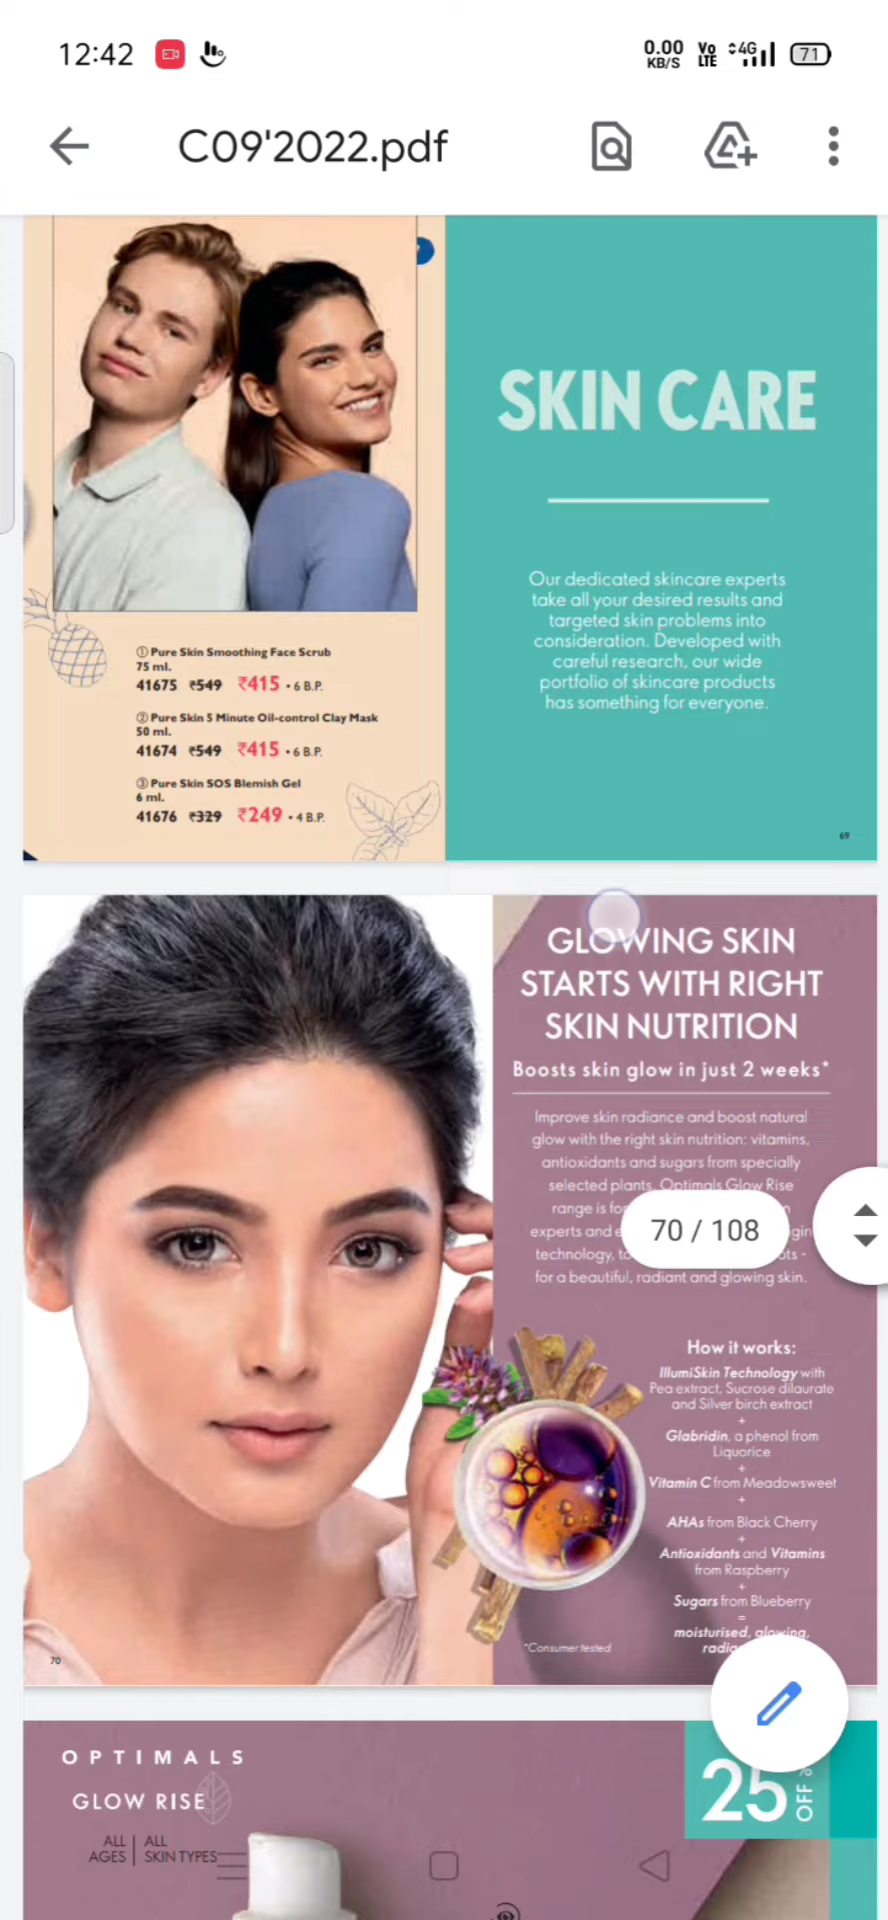 12:42
0.00
KB/S
Vo
LTE
4G
71
C09'2022.pdf
① Pure Skin Smoothing Face Scrub
75 ml.
41675 ₹549 ₹415 • 6 B.P.
② Pure Skin 5 Minute Oil-control Clay Mask
50 ml.
41674 ₹549 ₹415 • 6 B.P.
③ Pure Skin SOS Blemish Gel
6 ml.
41676 ₹329 ₹249 • 4 B.P.
SKIN CARE
Our dedicated skincare experts
take all your desired results and
targeted skin problems into
consideration. Developed with
careful research, our wide
portfolio of skincare products
has something for everyone.
69
GLOWING SKIN
STARTS WITH RIGHT
SKIN NUTRITION
Boosts skin glow in just 2 weeks*
Improve skin radiance and boost natural
glow with the right skin nutrition: vitamins,
antioxidants and sugars from specially
selected plants. Optimals Glow Rise
range is
experts and
technology,
for a beautiful, radiant and glowing skin.
70 / 108
How it works:
IllumiSkin Technology with
Pea extract, Sucrose dilaurate
and Silver birch extract
+
Glabridin, a phenol from
Liquorice
+
Vitamin C from Meadowsweet
+
AHAs from Black Cherry
+
Antioxidants and Vitamins
from Raspberry
+
Sugars from Blueberry
=
moisturised, glowing,
*Consumer tested
70
OPTIMALS
GLOW RISE
ALL AGES | ALL SKIN TYPES
25% OFF